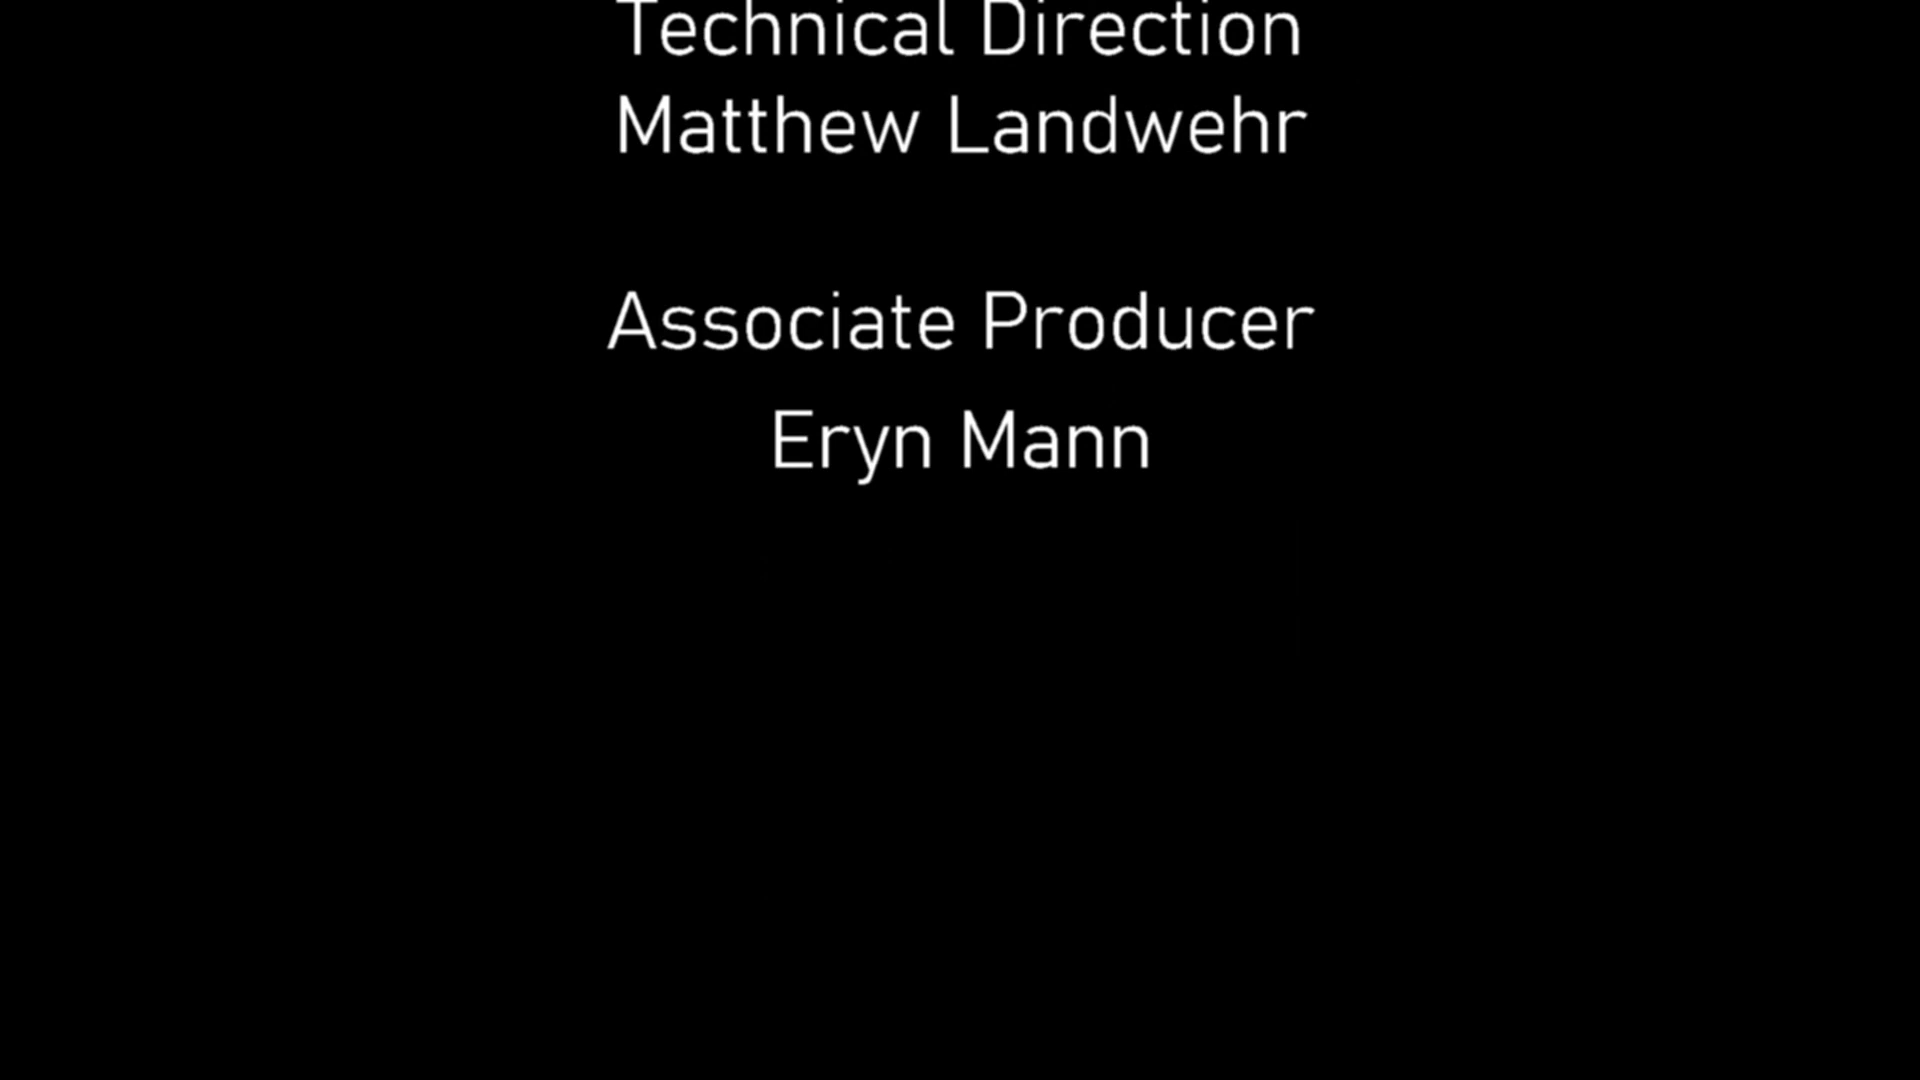 Technical Direction
Matthew Landwehr
Associate Producer
Eryn Mann